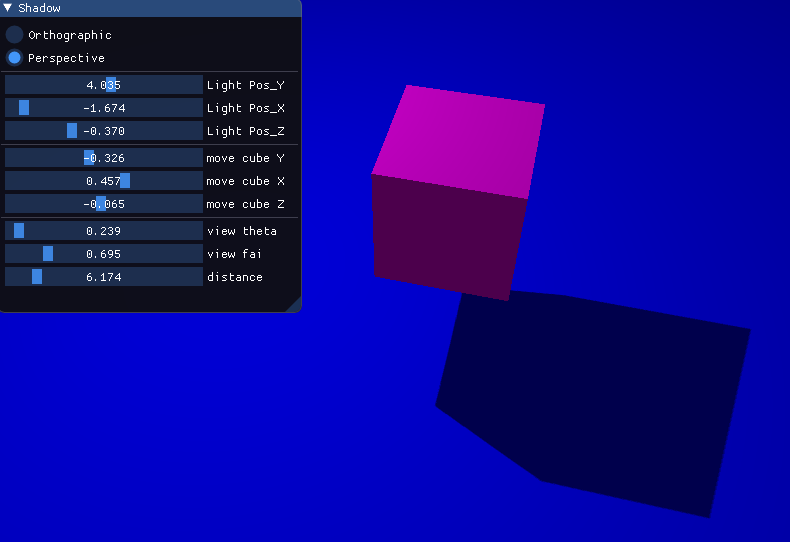 Shadow
Orthographic
Perspective
4.035 Light Pos_Y
-1.674 Light Pos_X
-0.370 Light Pos_Z
-0.326 move cube Y
0.457 move cube X
-0.065 move cube Z
0.239 view theta
0.695 view fai
6.174 distance